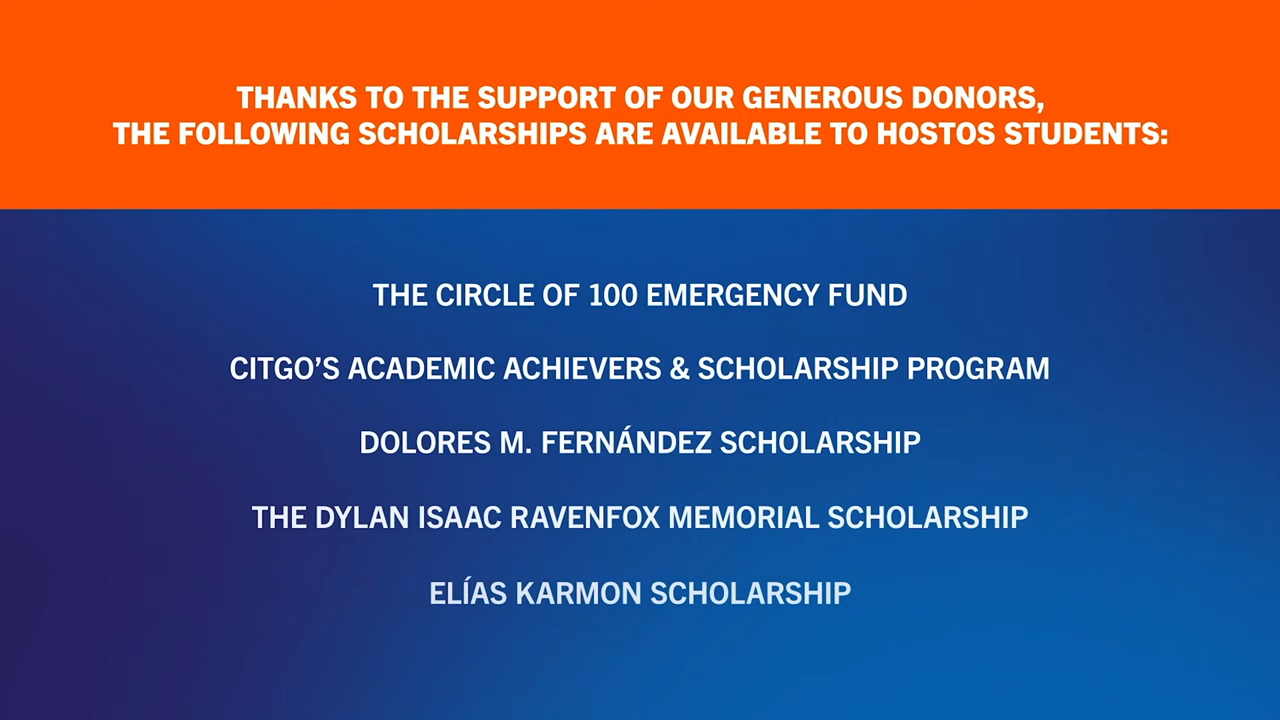 THANKS TO THE SUPPORT OF OUR GENEROUS DONORS,
THE FOLLOWING SCHOLARSHIPS ARE AVAILABLE TO HOSTOS STUDENTS:
THE CIRCLE OF 100 EMERGENCY FUND
CITGO’S ACADEMIC ACHIEVERS & SCHOLARSHIP PROGRAM
DOLORES M. FERNÁNDEZ SCHOLARSHIP
THE DYLAN ISAAC RAVENFOX MEMORIAL SCHOLARSHIP
ELÍAS KARMON SCHOLARSHIP